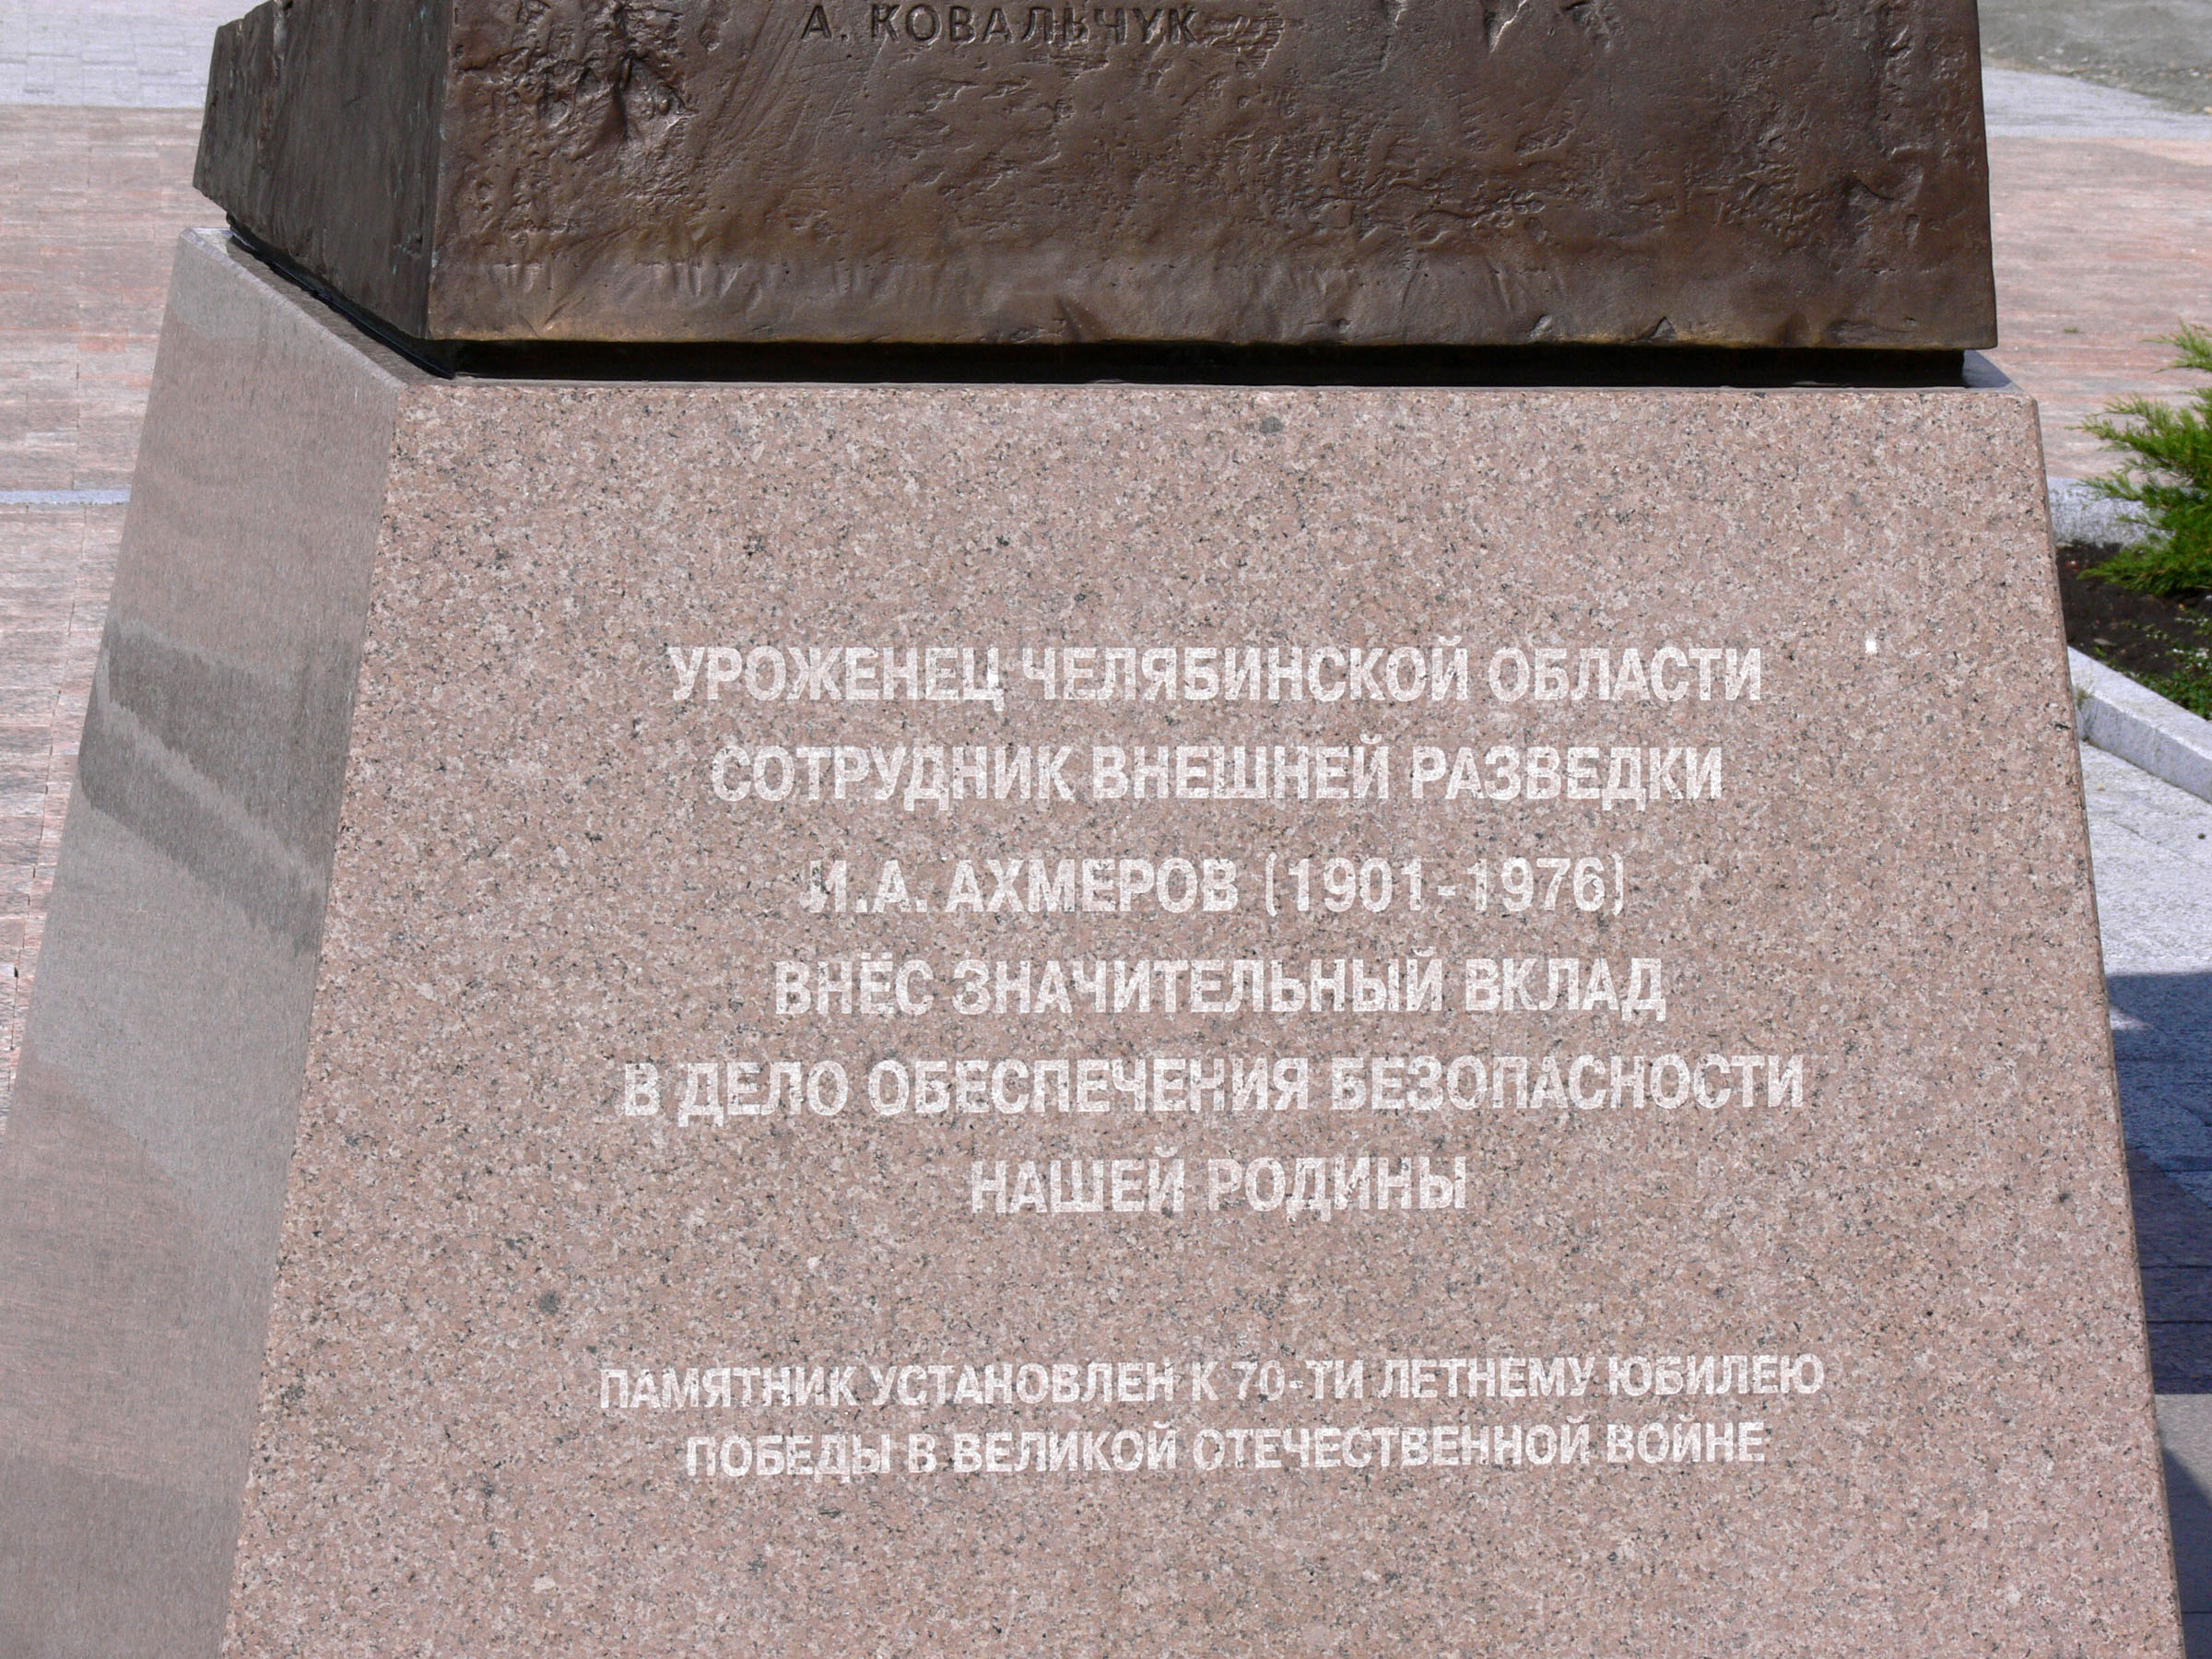 А. КОВАЛЬЧУК
УРОЖЕНЕЦ ЧЕЛЯБИНСКОЙ ОБЛАСТИ
СОТРУДНИК ВНЕШНЕЙ РАЗВЕДКИ
И.А. АХМЕРОВ (1901-1976)
ВНЁС ЗНАЧИТЕЛЬНЫЙ ВКЛАД
В ДЕЛО ОБЕСПЕЧЕНИЯ БЕЗОПАСНОСТИ
НАШЕЙ РОДИНЫ
ПАМЯТНИК УСТАНОВЛЕН К 70-ТИ ЛЕТНЕМУ ЮБИЛЕЮ
ПОБЕДЫ В ВЕЛИКОЙ ОТЕЧЕСТВЕННОЙ ВОЙНЕ